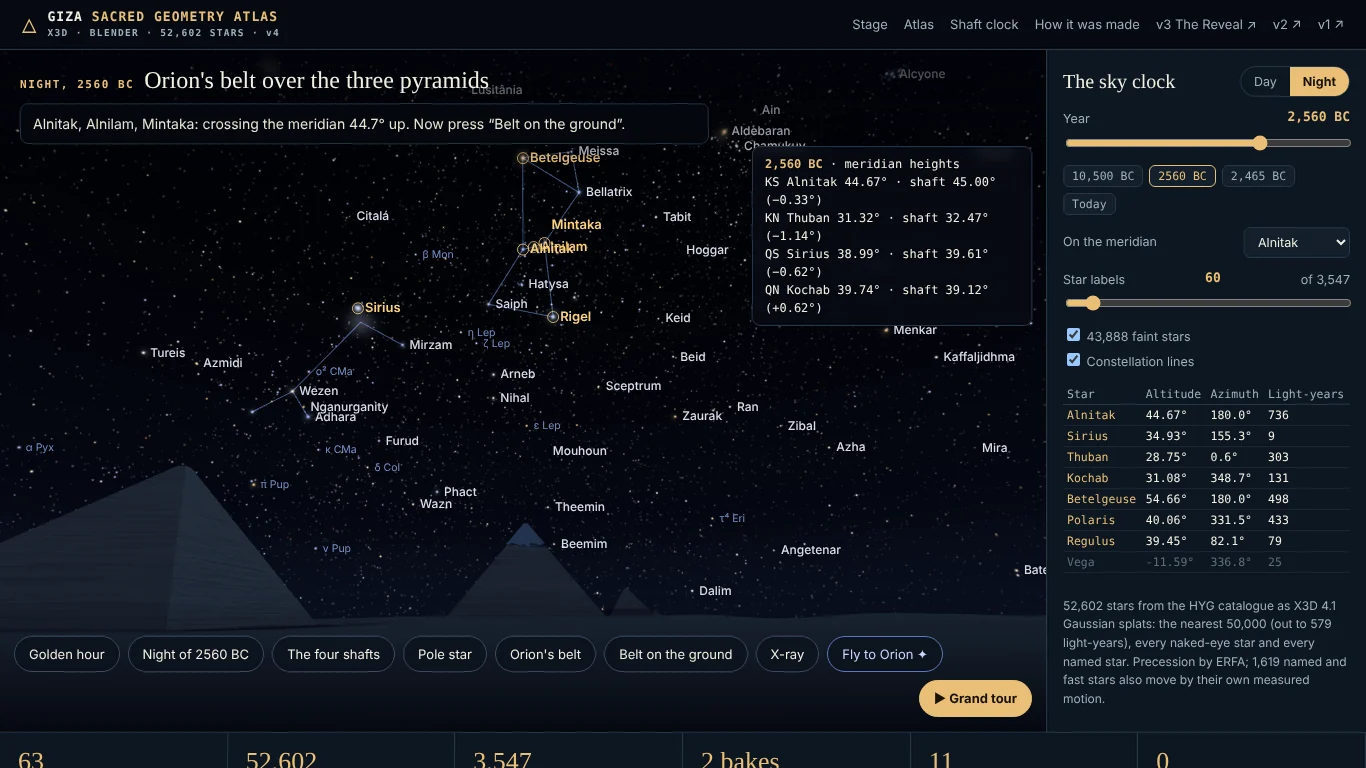 △ GIZA SACRED GEOMETRY ATLAS
X3D · BLENDER · 52,602 STARS · v4
Stage Atlas Shaft clock How it was made v3 The Reveal ↗ v2 ↗ v1 ↗
NIGHT, 2560 BC Orion's belt over the three pyramids
Lusitânia
Alcyone
Alnitak, Alnilam, Mintaka: crossing the meridian 44.7° up. Now press “Belt on the ground”.
Ain
Aldebaran
Chamukuy
Betelgeuse
Meissa
Bellatrix
Citalá
Mintaka
Tabit
Alnitak
Alnilam
β Mon
Hoggar
Hatysa
Saiph
Sirius
Rigel
Keid
2,560 BC · meridian heights
KS Alnitak 44.67° · shaft 45.00°
(−0.33°)
KN Thuban 31.32° · shaft 32.47°
(−1.14°)
QS Sirius 38.99° · shaft 39.61°
(−0.62°)
QN Kochab 39.74° · shaft 39.12°
(+0.62°)
η Lep
ζ Lep
Menkar
Mirzam
Tureis
Azmidi
Beid
Kaffaljidhma
ο² CMa
Arneb
Sceptrum
Wezen
Nihal
Nganurganity
Adhara
Zaurak
Ran
ε Lep
Zibal
Furud
α Pyx
κ CMa
Mouhoun
Azha
Mira
δ Col
π Pup
Phact
Wazn
Theemin
τ⁴ Eri
ν Pup
Beemim
Angetenar
Bate
Dalim
Golden hour
Night of 2560 BC
The four shafts
Pole star
Orion's belt
Belt on the ground
X-ray
Fly to Orion ✦
▶ Grand tour
The sky clock
Day Night
Year 2,560 BC
10,500 BC 2560 BC 2,465 BC
Today
On the meridian Alnitak
Star labels 60 of 3,547
43,888 faint stars
Constellation lines
Star Altitude Azimuth Light-years
Alnitak 44.67° 180.0° 736
Sirius 34.93° 155.3° 9
Thuban 28.75° 0.6° 303
Kochab 31.08° 348.7° 131
Betelgeuse 54.66° 180.0° 498
Polaris 40.06° 331.5° 433
Regulus 39.45° 82.1° 79
Vega -11.59° 336.8° 25
52,602 stars from the HYG catalogue as X3D 4.1
Gaussian splats: the nearest 50,000 (out to 579
light-years), every naked-eye star and every
named star. Precession by ERFA; 1,619 named and
fast stars also move by their own measured
motion.
63 52,602 3,547 2 bakes 11 0